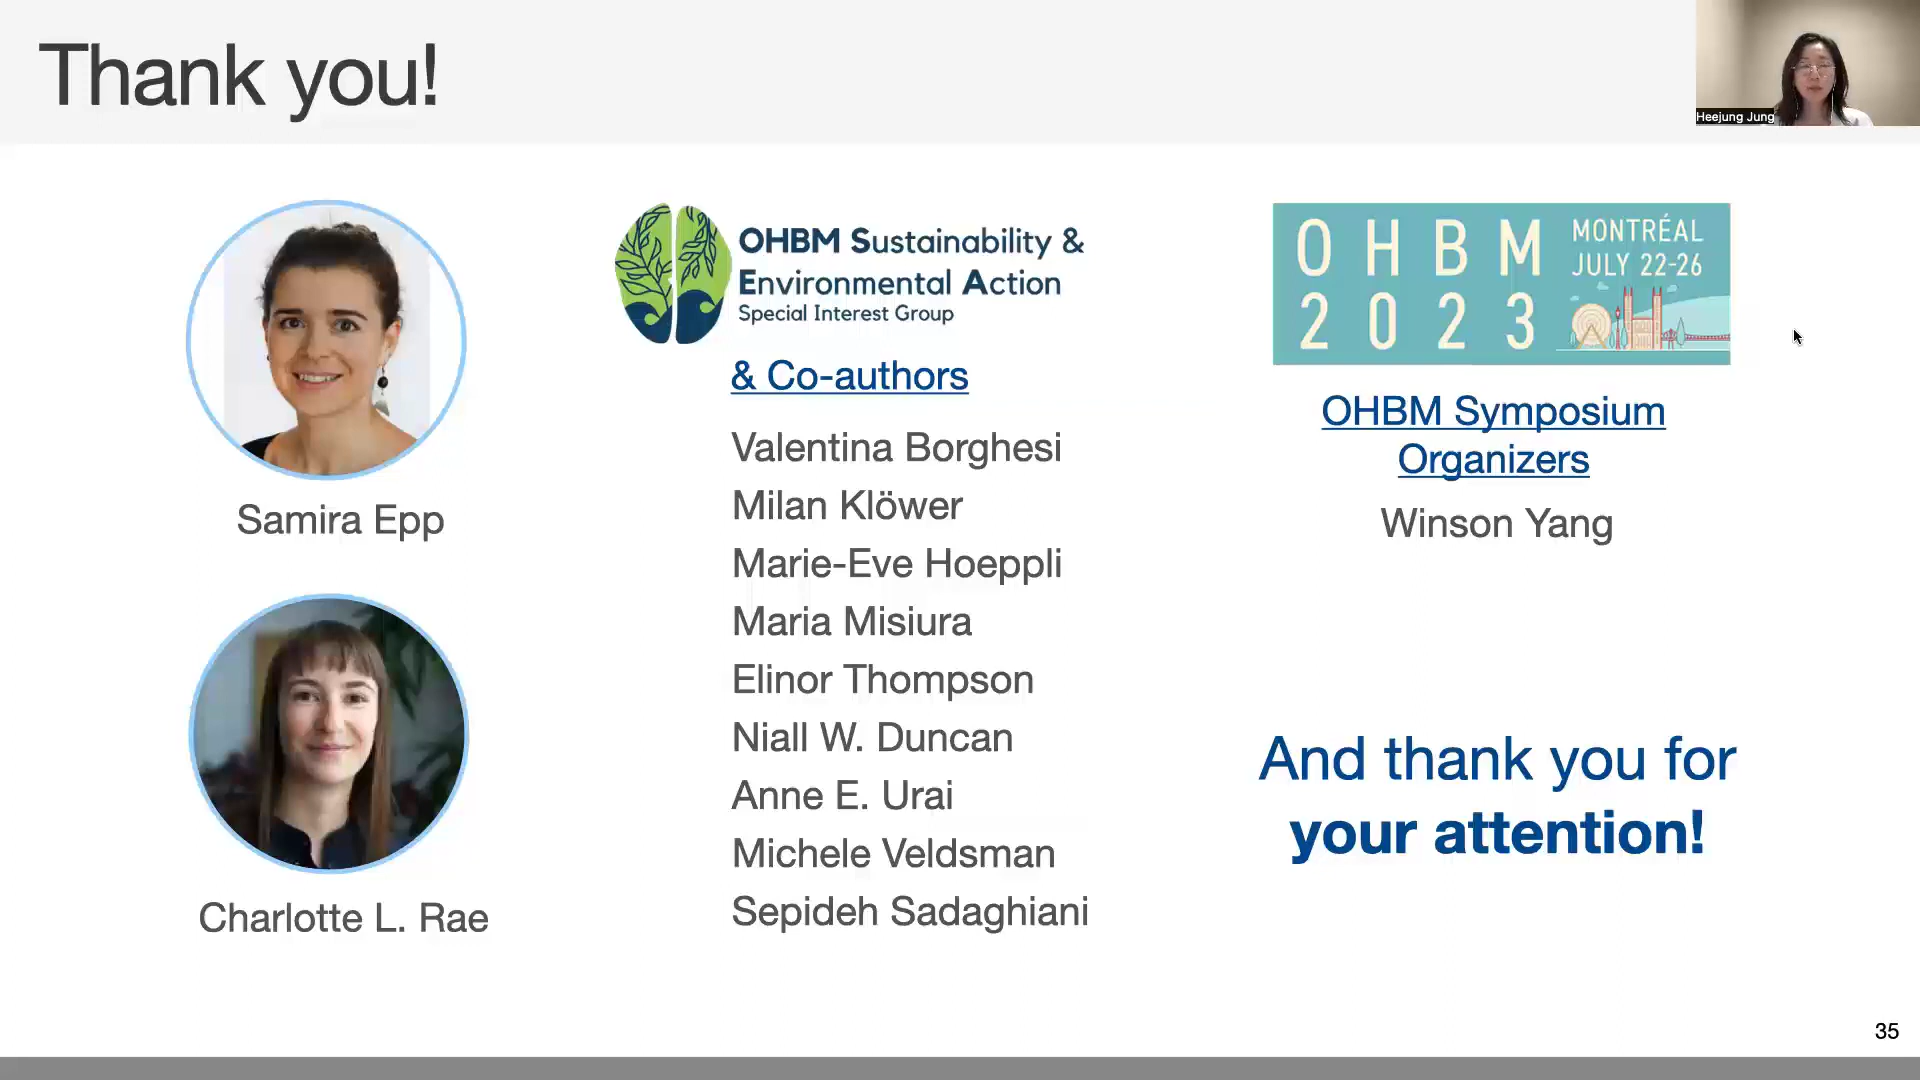 Thank you!
Heejung Jung
Samira Epp
Charlotte L. Rae
OHBM Sustainability &
Environmental Action
Special Interest Group
& Co-authors
Valentina Borghesi
Milan Klöwer
Marie-Eve Hoeppli
Maria Misiura
Elinor Thompson
Niall W. Duncan
Anne E. Urai
Michele Veldsman
Sepideh Sadaghiani
OHBM
2023
MONTRÉAL
JULY 22-26
OHBM Symposium
Organizers
Winson Yang
And thank you for
your attention!
35